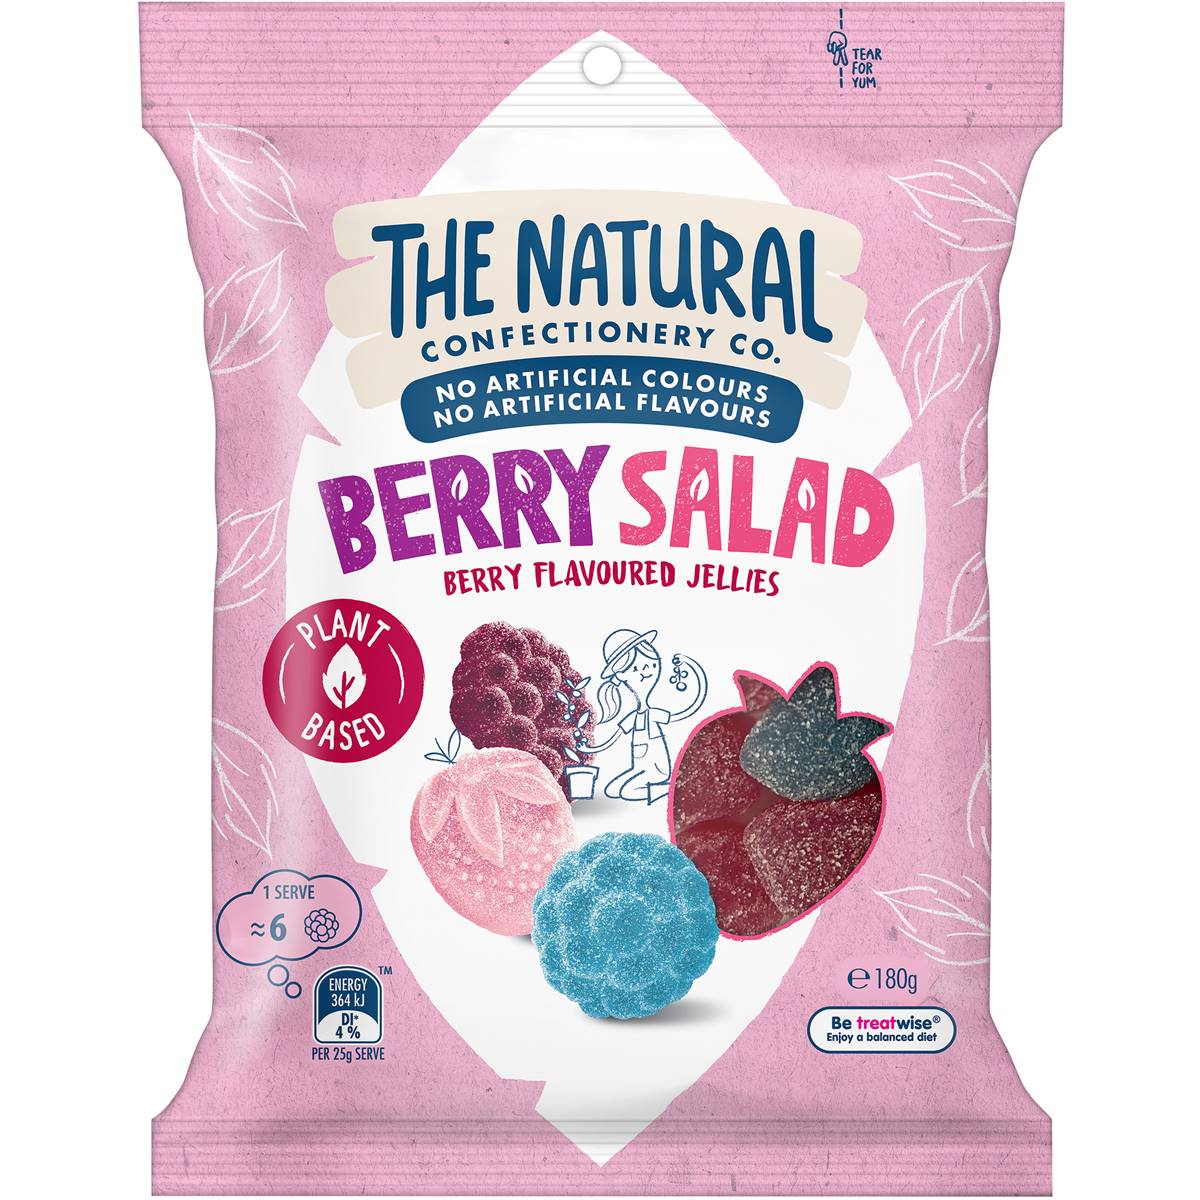 TEAR
FOR
YUM
THE NATURAL
CONFECTIONERY CO.
NO ARTIFICIAL COLOURS
NO ARTIFICIAL FLAVOURS
BERRY SALAD
BERRY FLAVOURED JELLIES
PLANT
BASED
1 SERVE
≈6
ENERGY
364 kJ
DI*
4 %
TM
PER 25g SERVE
℮ 180g
Be treatwise®
Enjoy a balanced diet